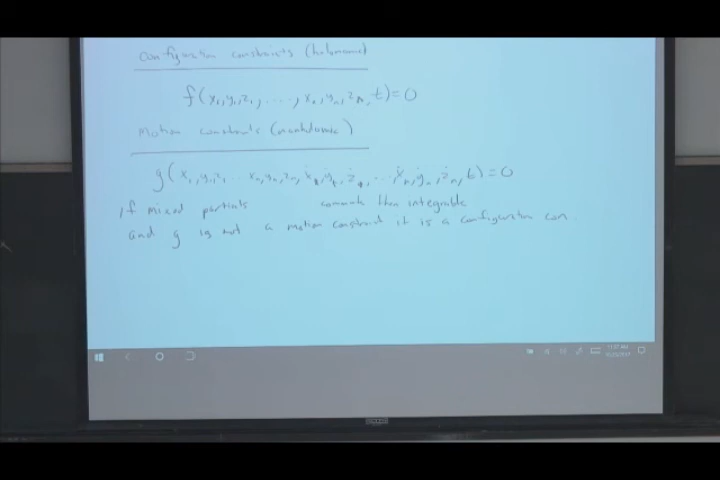 Configuration constraints (holonomic)
f(x₁,y₁,z₁, ...., xₙ,yₙ,zₙ,t)=0
Motion constraints (nonholonomic)
g(x₁,y₁,z₁ ... xₙ,yₙ,zₙ, ẋ₁,ẏ₁,ż₁, ... ẋₙ,ẏₙ,żₙ,t)=0
if mixed partials commute then integrable
and g is not a motion constraint it is a configuration con